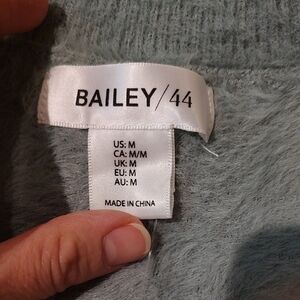 BAILEY/44
US: M
CA: M/M
UK: M
EU: M
AU: M
MADE IN CHINA